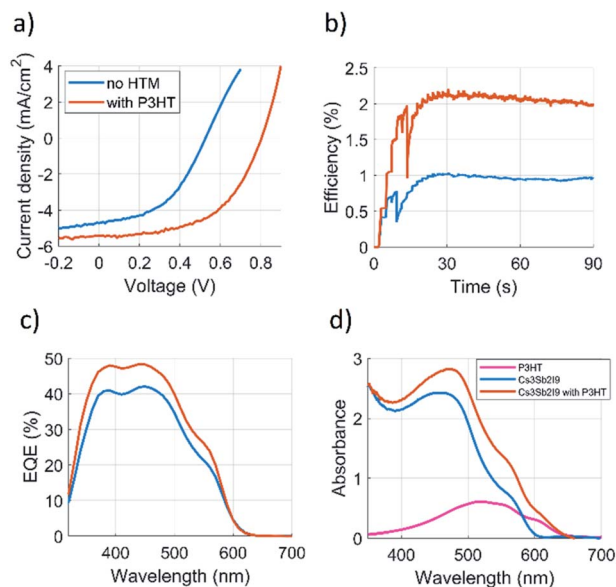 a)
4
2
0
-2
-4
-6
-0.2
0
0.2
0.4
0.6
0.8
Current density (mA/cm²)
Voltage (V)
no HTM
with P3HT
b)
2.5
2
1.5
1
0.5
0
0
30
60
90
Efficiency (%)
Time (s)
c)
50
40
30
20
10
0
400
500
600
700
EQE (%)
Wavelength (nm)
d)
3
2
1
0
400
500
600
700
Absorbance
Wavelength (nm)
P3HT
Cs3Sb2I9
Cs3Sb2I9 with P3HT